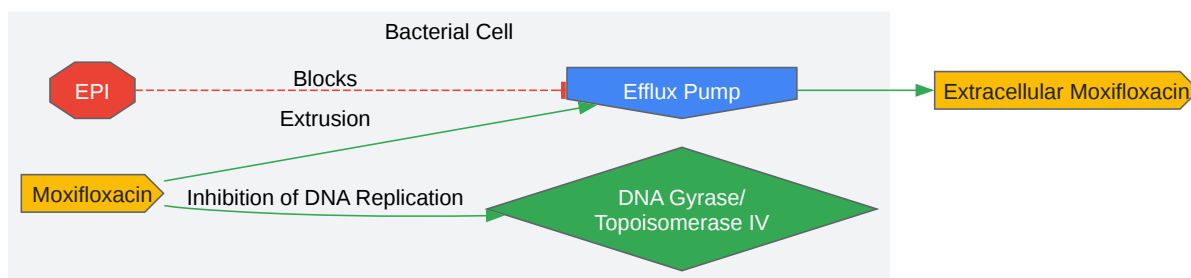 Bacterial Cell
EPI
Blocks
Efflux Pump
Extracellular Moxifloxacin
Extrusion
Moxifloxacin
Inhibition of DNA Replication
DNA Gyrase/
Topoisomerase IV